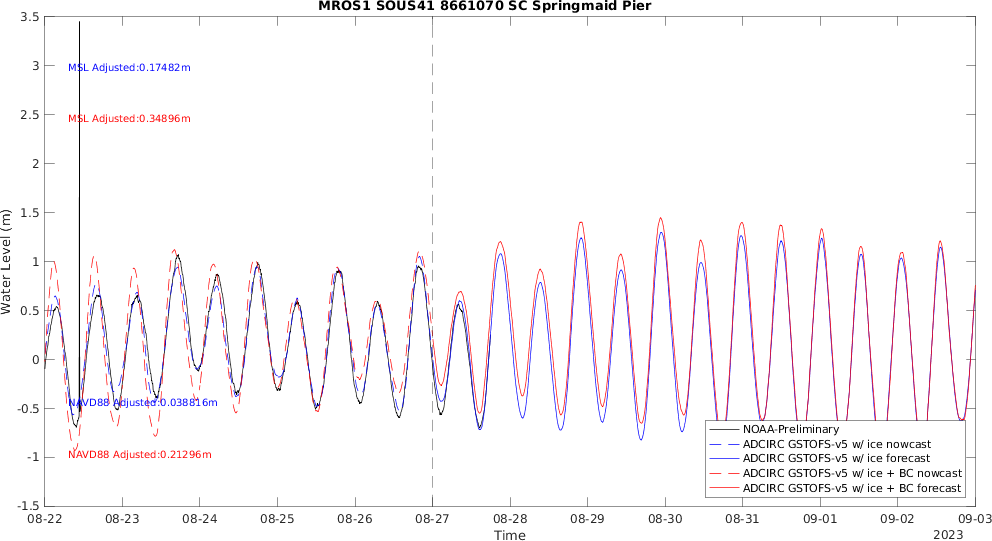 MROS1 SOUS41 8661070 SC Springmaid Pier
3.5
3
2.5
2
1.5
1
0.5
0
-0.5
-1
-1.5
Water Level (m)
MSL Adjusted:0.17482m
MSL Adjusted:0.34896m
NAVD88 Adjusted:0.038816m
NAVD88 Adjusted:0.21296m
NOAA-Preliminary
ADCIRC GSTOFS-v5 w/ ice nowcast
ADCIRC GSTOFS-v5 w/ ice forecast
ADCIRC GSTOFS-v5 w/ ice + BC nowcast
ADCIRC GSTOFS-v5 w/ ice + BC forecast
08-22 08-23 08-24 08-25 08-26 08-27 08-28 08-29 08-30 08-31 09-01 09-02 09-03
Time
2023